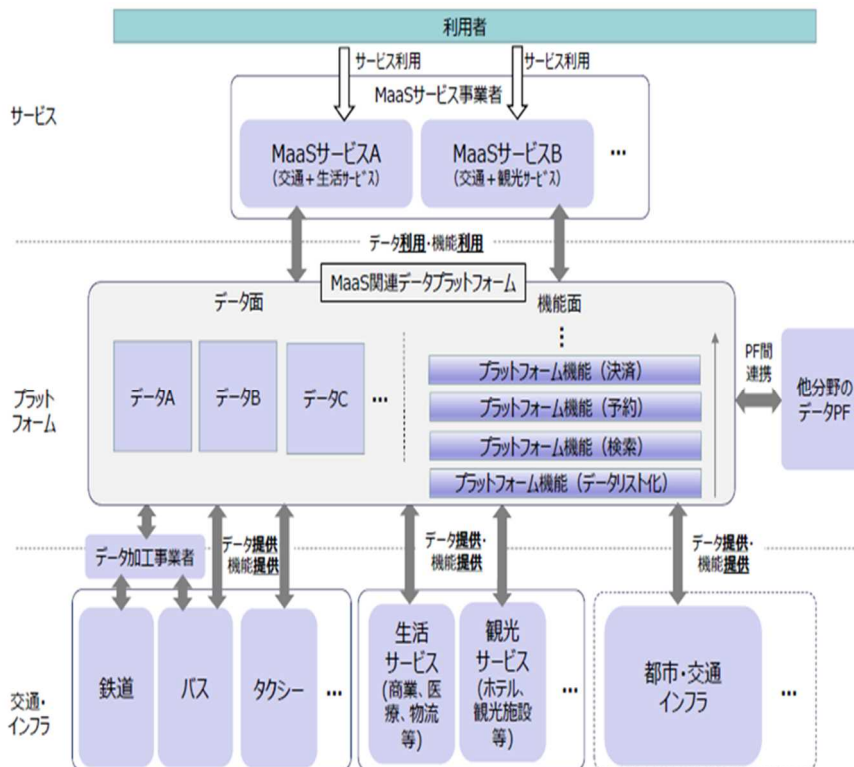 利用者
サービス利用
サービス利用
MaaSサービス事業者
サービス
MaaSサービスA
(交通+生活サービス)
MaaSサービスB
(交通+観光サービス)
…
データ利用・機能利用
MaaS関連データプラットフォーム
データ面
機能面
⋮
データA
データB
データC
…
プラットフォーム機能(決済)
プラットフォーム機能(予約)
プラットフォーム機能(検索)
プラットフォーム機能(データリスト化)
PF間
連携
他分野の
データPF
プラット
フォーム
データ加工事業者
データ提供・
機能提供
データ提供・
機能提供
データ提供・
機能提供
交通・
インフラ
鉄道
バス
タクシー
…
生活
サービス
(商業、医
療、物流
等)
観光
サービス
(ホテル、
観光施設
等)
…
都市・交通
インフラ
…